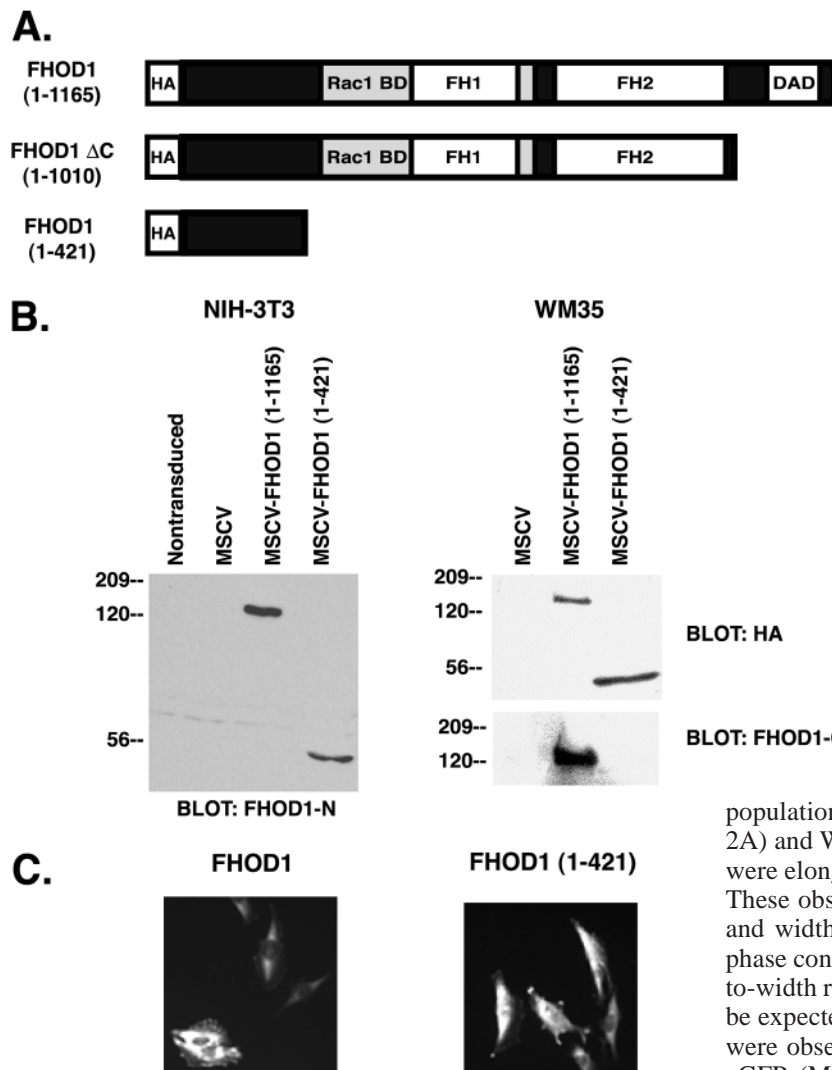 A.
FHOD1
(1-1165)
HA
Rac1 BD
FH1
FH2
DAD
FHOD1 ΔC
(1-1010)
HA
Rac1 BD
FH1
FH2
FHOD1
(1-421)
HA
B.
NIH-3T3
Nontransduced
MSCV
MSCV-FHOD1 (1-1165)
MSCV-FHOD1 (1-421)
209--
120--
56--
BLOT: FHOD1-N
WM35
MSCV
MSCV-FHOD1 (1-1165)
MSCV-FHOD1 (1-421)
209--
120--
56--
BLOT: HA
209--
120--
BLOT: FHOD1-
C.
FHOD1
FHOD1 (1-421)
population
2A) and W
were elong
These obs
and width
phase con
to-width r
be expecte
were obse